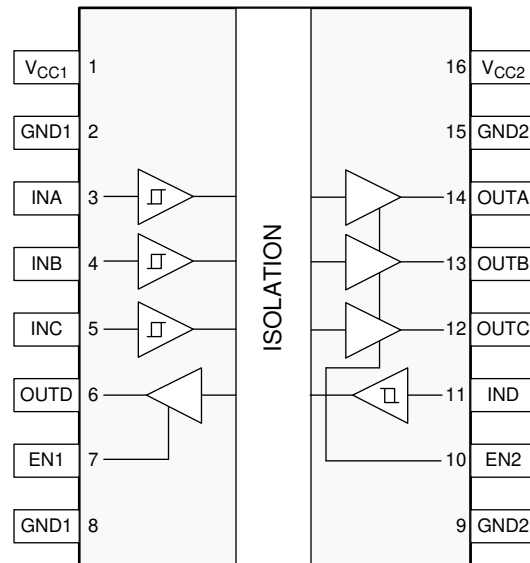 VCC1 1 16 VCC2
GND1 2 15 GND2
INA 3 14 OUTA
INB 4 13 OUTB
INC 5 12 OUTC
OUTD 6 11 IND
EN1 7 10 EN2
GND1 8 9 GND2
ISOLATION